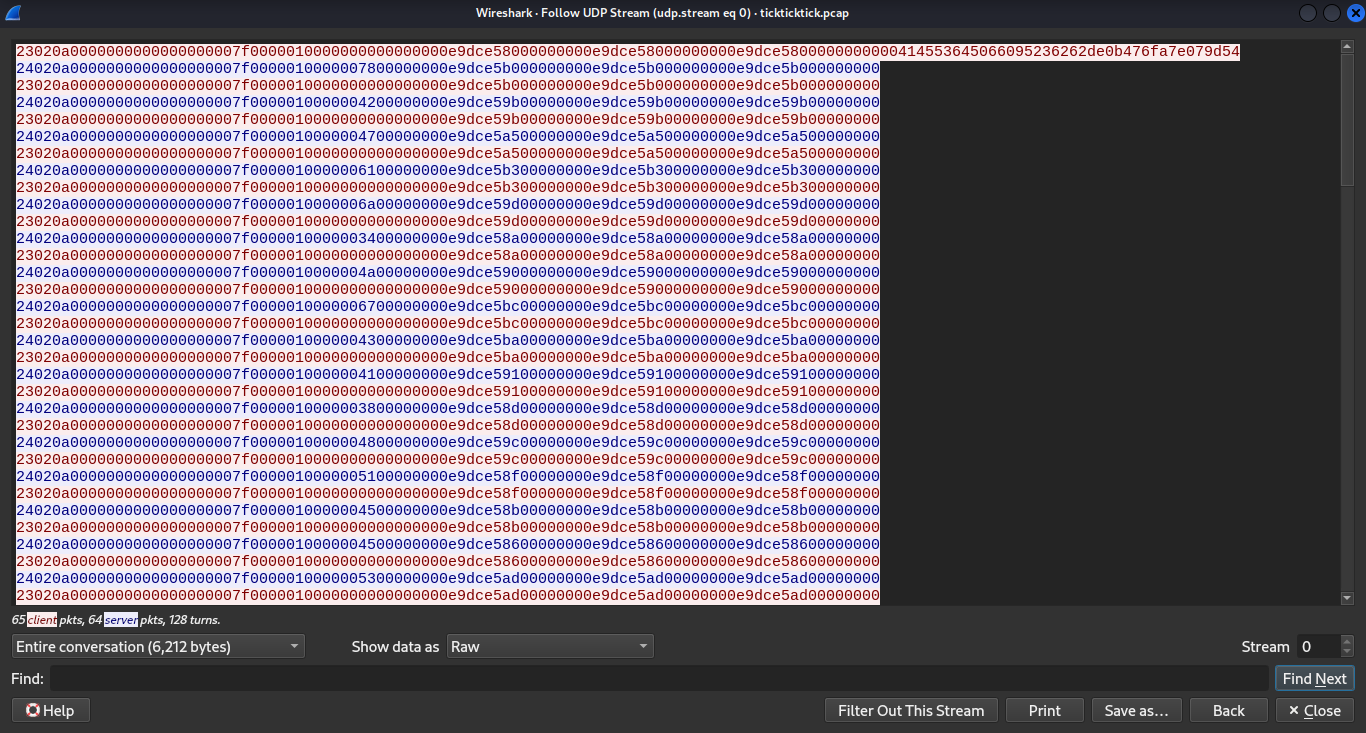 Wireshark · Follow UDP Stream (udp.stream eq 0) · tickticktick.pcap
23020a0000000000000000007f0000010000000000000000e9dce58000000000e9dce58000000000e9dce5800000000000414553645066095236262de0b476fa7e079d54
24020a0000000000000000007f0000010000007800000000e9dce5b000000000e9dce5b000000000e9dce5b000000000
23020a0000000000000000007f0000010000000000000000e9dce5b000000000e9dce5b000000000e9dce5b000000000
24020a0000000000000000007f0000010000004200000000e9dce59b00000000e9dce59b00000000e9dce59b00000000
23020a0000000000000000007f0000010000000000000000e9dce59b00000000e9dce59b00000000e9dce59b00000000
24020a0000000000000000007f0000010000004700000000e9dce5a500000000e9dce5a500000000e9dce5a500000000
23020a0000000000000000007f0000010000000000000000e9dce5a500000000e9dce5a500000000e9dce5a500000000
24020a0000000000000000007f0000010000006100000000e9dce5b300000000e9dce5b300000000e9dce5b300000000
23020a0000000000000000007f0000010000000000000000e9dce5b300000000e9dce5b300000000e9dce5b300000000
24020a0000000000000000007f0000010000006a00000000e9dce59d00000000e9dce59d00000000e9dce59d00000000
23020a0000000000000000007f0000010000000000000000e9dce59d00000000e9dce59d00000000e9dce59d00000000
24020a0000000000000000007f0000010000003400000000e9dce58a00000000e9dce58a00000000e9dce58a00000000
23020a0000000000000000007f0000010000000000000000e9dce58a00000000e9dce58a00000000e9dce58a00000000
24020a0000000000000000007f0000010000004a00000000e9dce59000000000e9dce59000000000e9dce59000000000
23020a0000000000000000007f0000010000000000000000e9dce59000000000e9dce59000000000e9dce59000000000
24020a0000000000000000007f0000010000006700000000e9dce5bc00000000e9dce5bc00000000e9dce5bc00000000
23020a0000000000000000007f0000010000000000000000e9dce5bc00000000e9dce5bc00000000e9dce5bc00000000
24020a0000000000000000007f0000010000004300000000e9dce5ba00000000e9dce5ba00000000e9dce5ba00000000
23020a0000000000000000007f0000010000000000000000e9dce5ba00000000e9dce5ba00000000e9dce5ba00000000
24020a0000000000000000007f0000010000004100000000e9dce59100000000e9dce59100000000e9dce59100000000
23020a0000000000000000007f0000010000000000000000e9dce59100000000e9dce59100000000e9dce59100000000
24020a0000000000000000007f0000010000003800000000e9dce58d00000000e9dce58d00000000e9dce58d00000000
23020a0000000000000000007f0000010000000000000000e9dce58d00000000e9dce58d00000000e9dce58d00000000
24020a0000000000000000007f0000010000004800000000e9dce59c00000000e9dce59c00000000e9dce59c00000000
23020a0000000000000000007f0000010000000000000000e9dce59c00000000e9dce59c00000000e9dce59c00000000
24020a0000000000000000007f0000010000005100000000e9dce58f00000000e9dce58f00000000e9dce58f00000000
23020a0000000000000000007f0000010000000000000000e9dce58f00000000e9dce58f00000000e9dce58f00000000
24020a0000000000000000007f0000010000004500000000e9dce58b00000000e9dce58b00000000e9dce58b00000000
23020a0000000000000000007f0000010000000000000000e9dce58b00000000e9dce58b00000000e9dce58b00000000
24020a0000000000000000007f0000010000004500000000e9dce58600000000e9dce58600000000e9dce58600000000
23020a0000000000000000007f0000010000000000000000e9dce58600000000e9dce58600000000e9dce58600000000
24020a0000000000000000007f0000010000005300000000e9dce5ad00000000e9dce5ad00000000e9dce5ad00000000
23020a0000000000000000007f0000010000000000000000e9dce5ad00000000e9dce5ad00000000e9dce5ad00000000
65 client pkts, 64 server pkts, 128 turns.
Entire conversation (6,212 bytes) Show data as Raw Stream 0
Find: Find Next
Help Filter Out This Stream Print Save as… Back Close